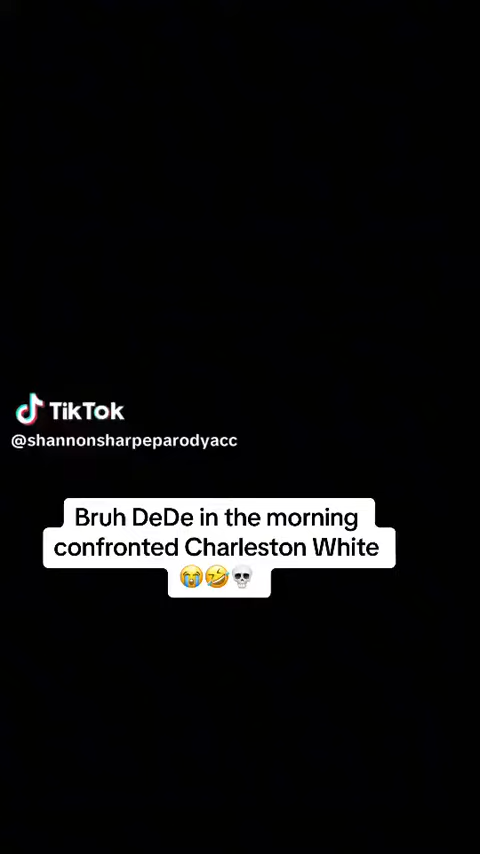 TikTok
@shannonsharpeparodyacc
Bruh DeDe in the morning
confronted Charleston White
😭🤣💀